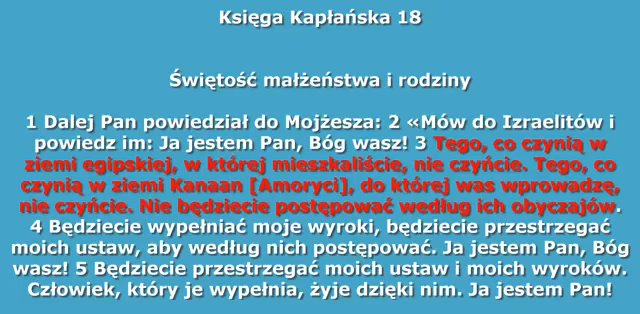 Księga Kapłańska 18
Świętość małżeństwa i rodziny
1 Dalej Pan powiedział do Mojżesza: 2 «Mów do Izraelitów i
powiedz im: Ja jestem Pan, Bóg wasz! 3 Tego, co czynią w
ziemi egipskiej, w której mieszkaliście, nie czyńcie. Tego, co
czynią w ziemi Kanaan [Amoryci], do której was wprowadzę,
nie czyńcie. Nie będziecie postępować według ich obyczajów.
4 Będziecie wypełniać moje wyroki, będziecie przestrzegać
moich ustaw, aby według nich postępować. Ja jestem Pan, Bóg
wasz! 5 Będziecie przestrzegać moich ustaw i moich wyroków.
Człowiek, który je wypełnia, żyje dzięki nim. Ja jestem Pan!